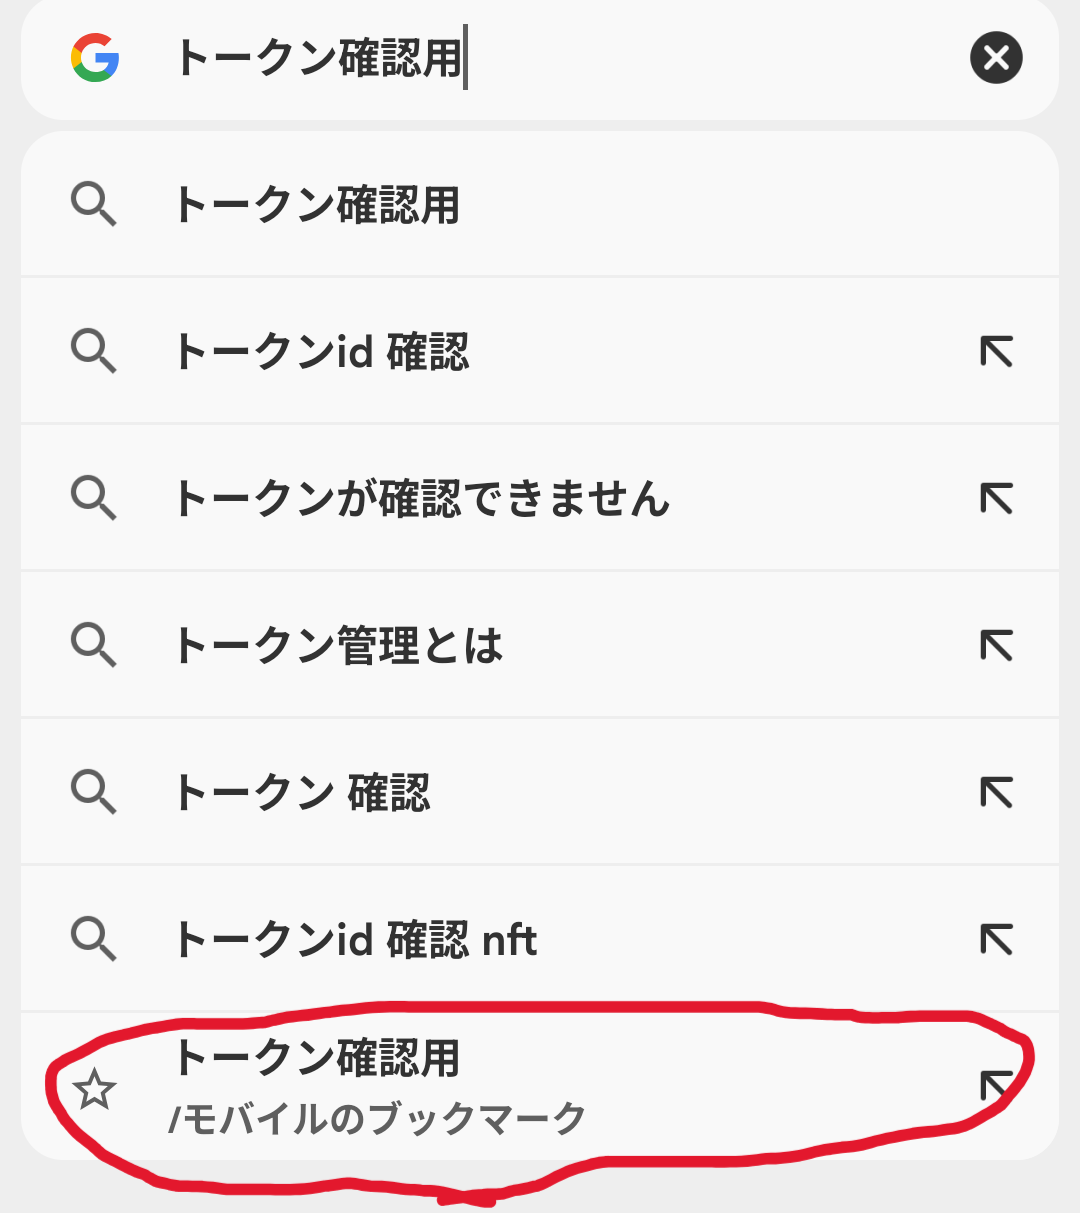 トークン確認用
トークン確認用
トークンid 確認
トークンが確認できません
トークン管理とは
トークン 確認
トークンid 確認 nft
トークン確認用
/モバイルのブックマーク